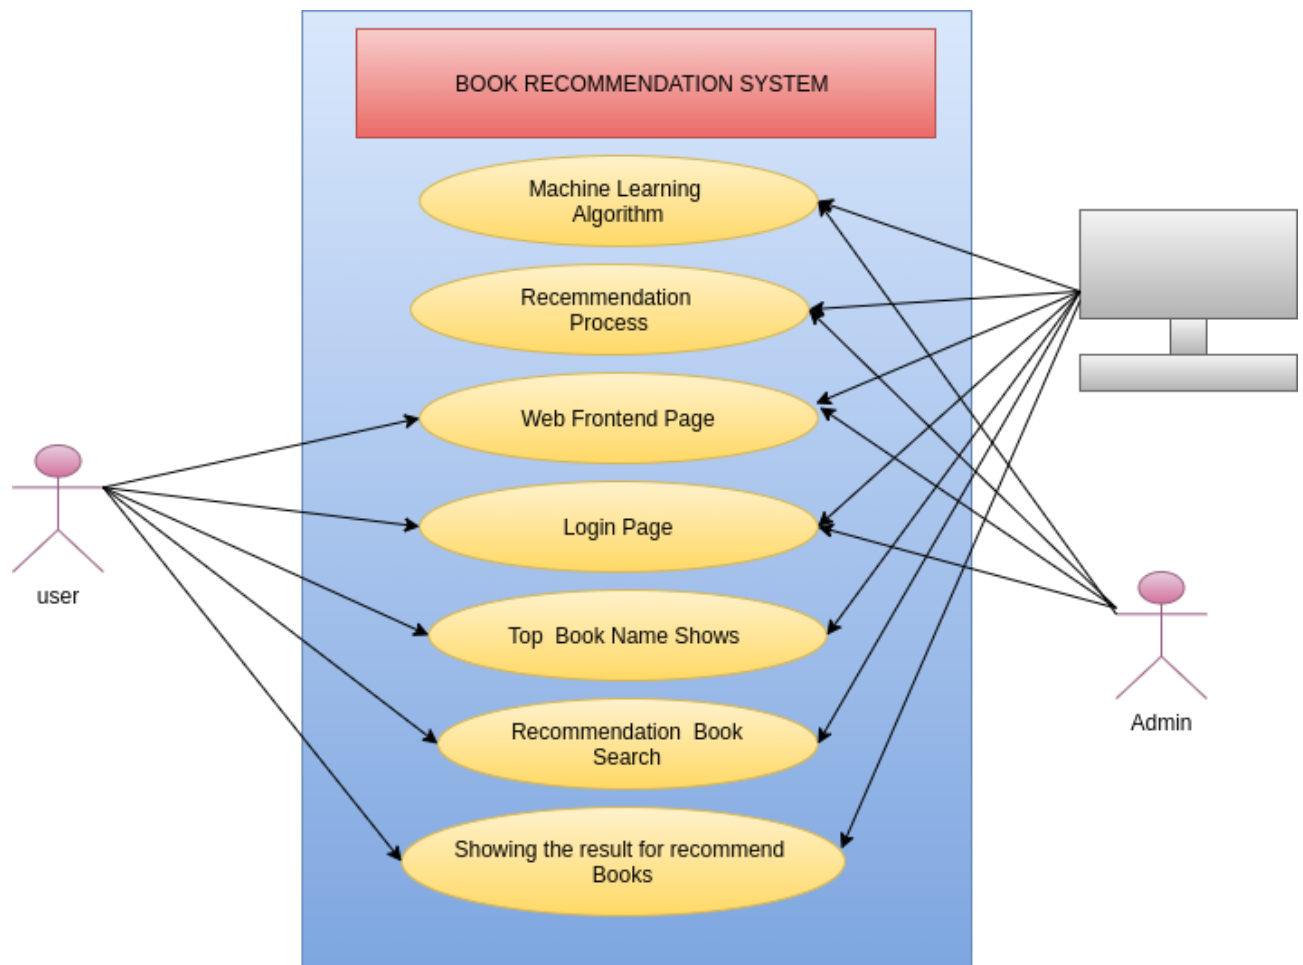 BOOK RECOMMENDATION SYSTEM
Machine Learning
Algorithm
Recemmendation
Process
Web Frontend Page
Login Page
user
Top  Book Name Shows
Recommendation  Book
Search
Admin
Showing the result for recommend
Books